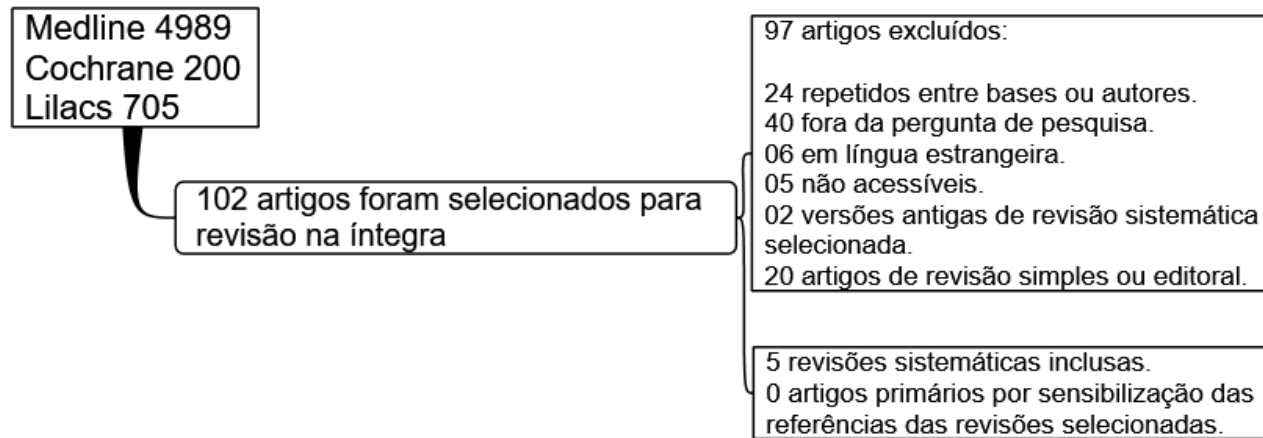 Medline 4989
Cochrane 200
Lilacs 705
102 artigos foram selecionados para
revisão na íntegra
97 artigos excluídos:
24 repetidos entre bases ou autores.
40 fora da pergunta de pesquisa.
06 em língua estrangeira.
05 não acessíveis.
02 versões antigas de revisão sistemática
selecionada.
20 artigos de revisão simples ou editoral.
5 revisões sistemáticas inclusas.
0 artigos primários por sensibilização das
referências das revisões selecionadas.